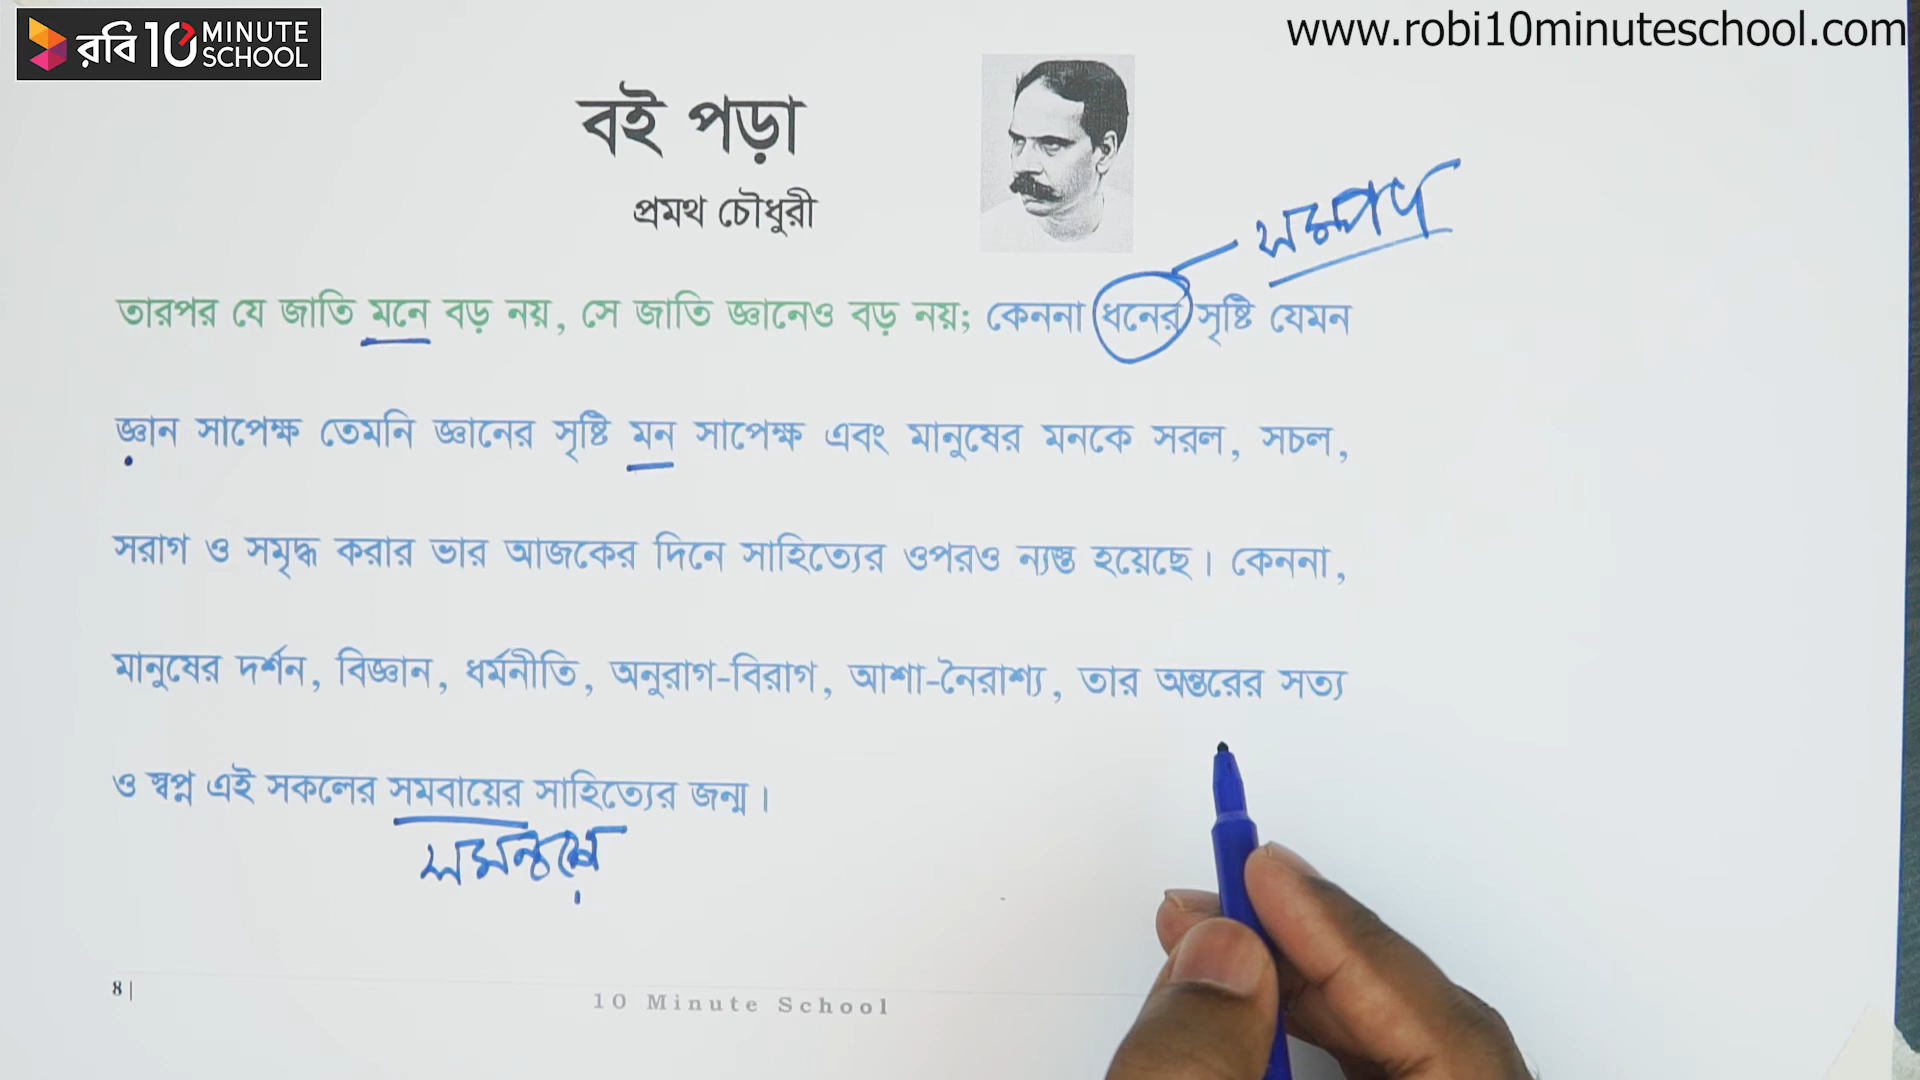 রবি 10 MINUTE SCHOOL
www.robi10minuteschool.com
বই পড়া
প্রমথ চৌধুরী
সম্পদ
তারপর যে জাতি মনে বড় নয়, সে জাতি জ্ঞানেও বড় নয়; কেননা ধনের সৃষ্টি যেমন
জ্ঞান সাপেক্ষ তেমনি জ্ঞানের সৃষ্টি মন সাপেক্ষ এবং মানুষের মনকে সরল, সচল,
সরাগ ও সমৃদ্ধ করার ভার আজকের দিনে সাহিত্যের ওপরও ন্যস্ত হয়েছে। কেননা,
মানুষের দর্শন, বিজ্ঞান, ধর্মনীতি, অনুরাগ-বিরাগ, আশা-নৈরাশ্য, তার অন্তরের সত্য
ও স্বপ্ন এই সকলের সমবায়ের সাহিত্যের জন্ম।
সমন্বয়ে
8|
10 Minute School